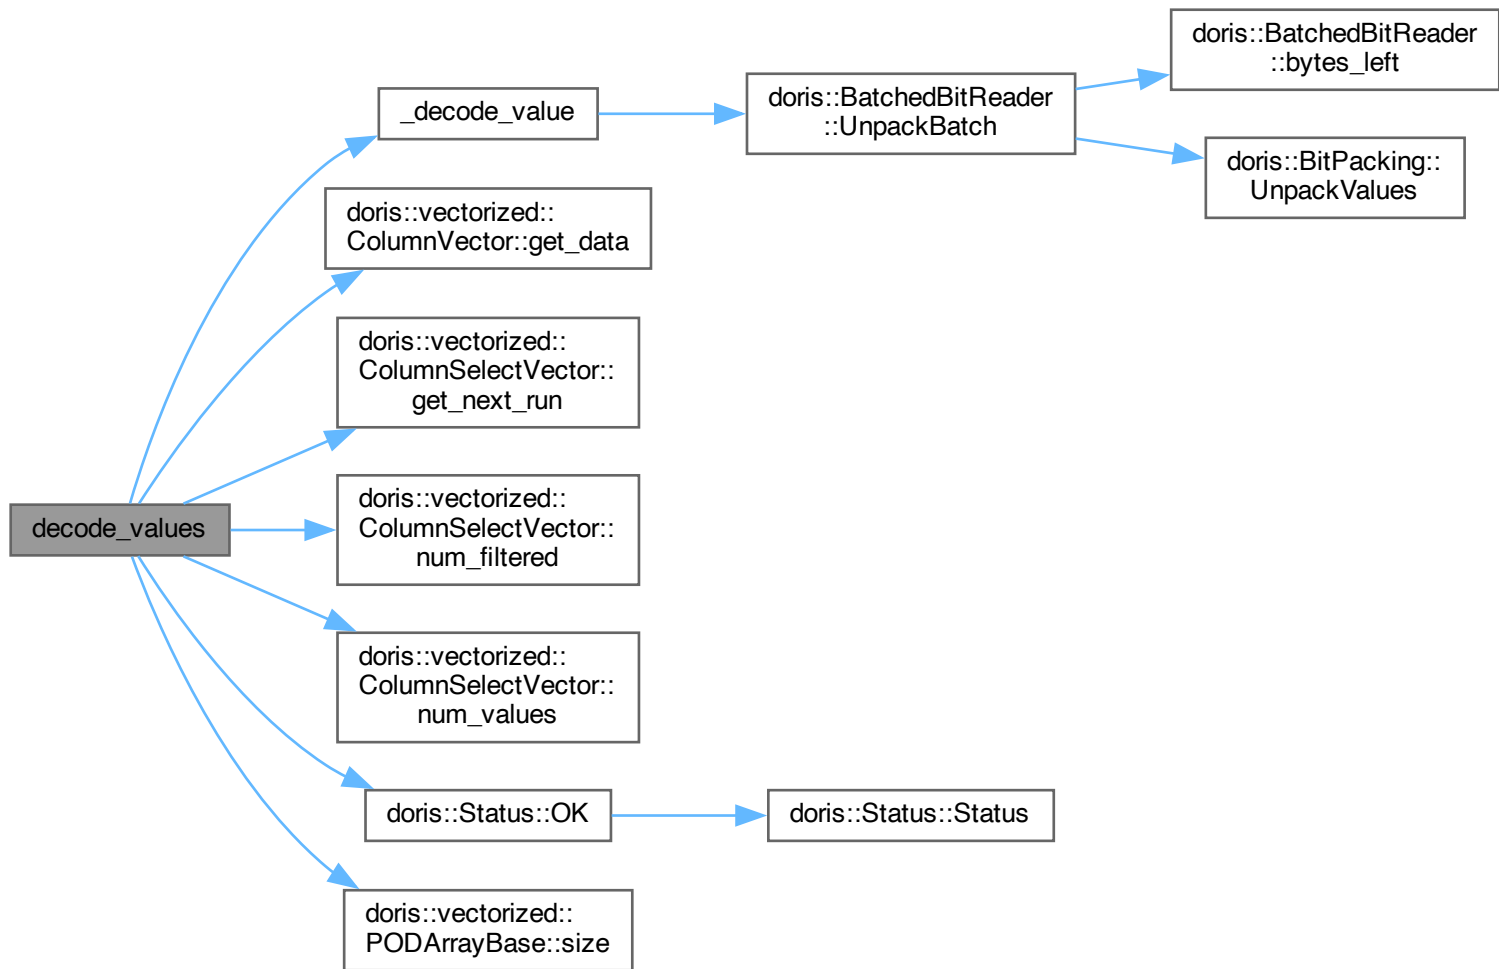 doris::BatchedBitReader
::bytes_left
_decode_value
doris::BatchedBitReader
::UnpackBatch
doris::BitPacking::
UnpackValues
doris::vectorized::
ColumnVector::get_data
doris::vectorized::
ColumnSelectVector::
get_next_run
decode_values
doris::vectorized::
ColumnSelectVector::
num_filtered
doris::vectorized::
ColumnSelectVector::
num_values
doris::Status::OK
doris::Status::Status
doris::vectorized::
PODArrayBase::size